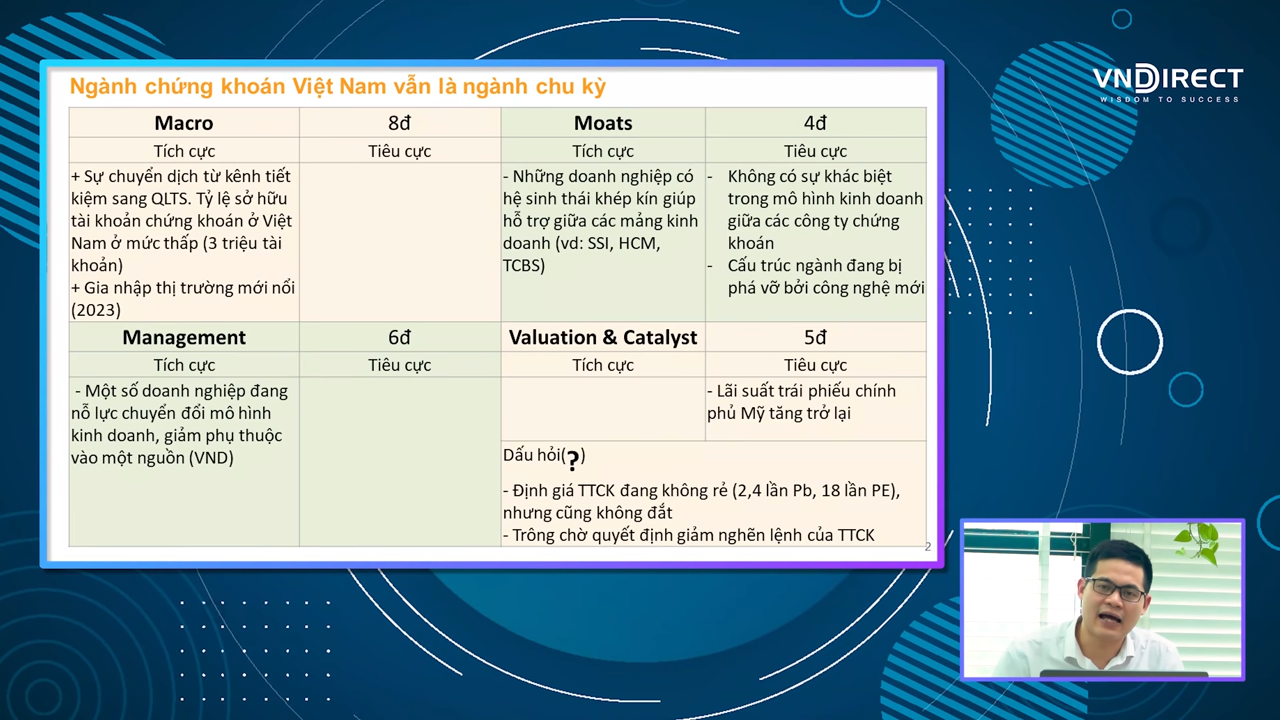 Ngành chứng khoán Việt Nam vẫn là ngành chu kỳ
VNDIRECT
WISDOM TO SUCCESS
Macro
8đ
Moats
4đ
Tích cực
Tiêu cực
Tích cực
Tiêu cực
+ Sự chuyển dịch từ kênh tiết
kiệm sang QLTS. Tỷ lệ sở hữu
tài khoản chứng khoán ở Việt
Nam ở mức thấp (3 triệu tài
khoản)
+ Gia nhập thị trường mới nổi
(2023)
- Những doanh nghiệp có
hệ sinh thái khép kín giúp
hỗ trợ giữa các mảng kinh
doanh (vd: SSI, HCM,
TCBS)
- Không có sự khác biệt
trong mô hình kinh doanh
giữa các công ty chứng
khoán
- Cấu trúc ngành đang bị
phá vỡ bởi công nghệ mới
Management
6đ
Valuation & Catalyst
5đ
Tích cực
Tiêu cực
Tích cực
Tiêu cực
- Một số doanh nghiệp đang
nỗ lực chuyển đổi mô hình
kinh doanh, giảm phụ thuộc
vào một nguồn (VND)
- Lãi suất trái phiếu chính
phủ Mỹ tăng trở lại
Dấu hỏi(?)
- Định giá TTCK đang không rẻ (2,4 lần Pb, 18 lần PE),
nhưng cũng không đắt
- Trông chờ quyết định giảm nghẽn lệnh của TTCK
2